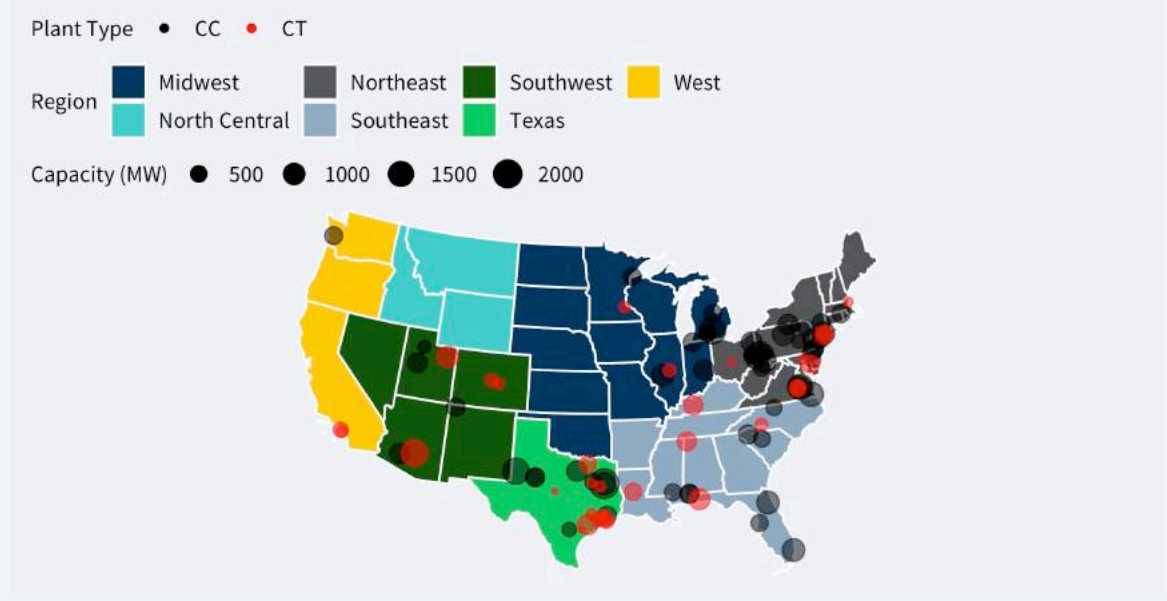 Plant Type CC CT
Region Midwest Northeast Southwest West
North Central Southeast Texas
Capacity (MW) 500 1000 1500 2000